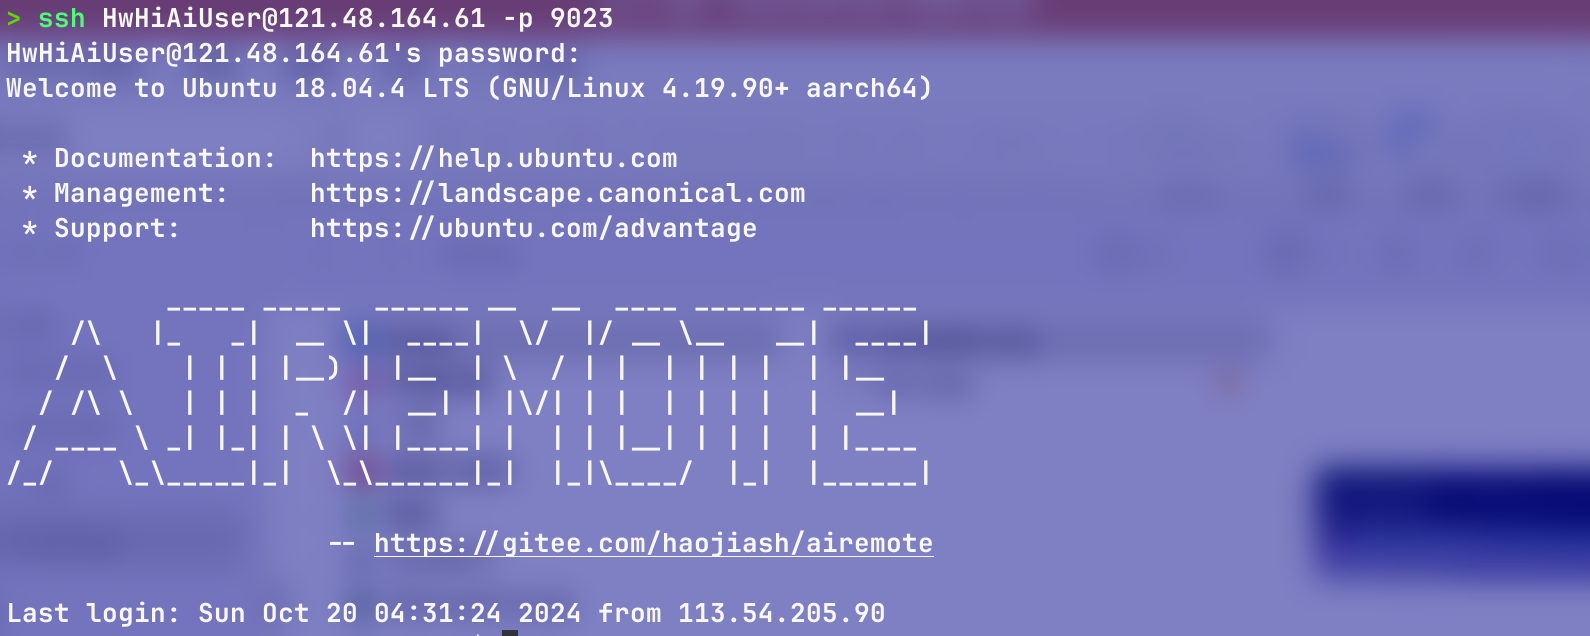 > ssh HwHiAiUser@121.48.164.61 -p 9023
HwHiAiUser@121.48.164.61's password:
Welcome to Ubuntu 18.04.4 LTS (GNU/Linux 4.19.90+ aarch64)
* Documentation: https://help.ubuntu.com
* Management: https://landscape.canonical.com
* Support: https://ubuntu.com/advantage
AIREMOTE
-- https://gitee.com/haojiash/airemote
Last login: Sun Oct 20 04:31:24 2024 from 113.54.205.90